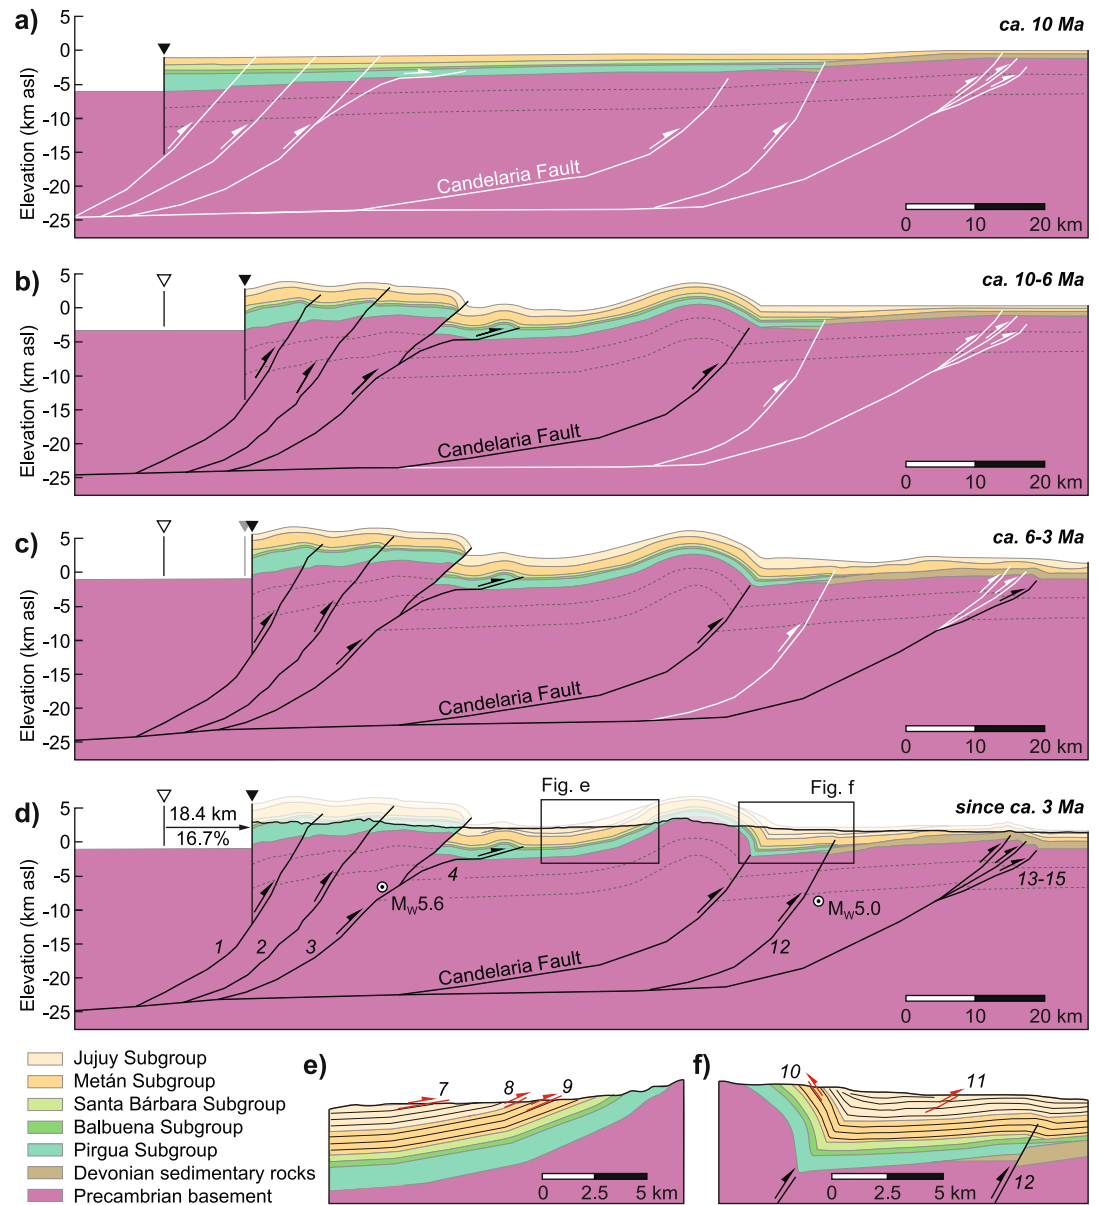 a)
ca. 10 Ma
Elevation (km asl)
5
0
-5
-10
-15
-20
-25
Candelaria Fault
0 10 20 km
b)
ca. 10-6 Ma
Elevation (km asl)
5
0
-5
-10
-15
-20
-25
Candelaria Fault
0 10 20 km
c)
ca. 6-3 Ma
Elevation (km asl)
5
0
-5
-10
-15
-20
-25
Candelaria Fault
0 10 20 km
d)
Fig. e
Fig. f
since ca. 3 Ma
18.4 km
16.7%
Elevation (km asl)
5
0
-5
-10
-15
-20
-25
4
13-15
MW5.6
MW5.0
1 2 3 12
Candelaria Fault
0 10 20 km
Jujuy Subgroup
Metán Subgroup
Santa Bárbara Subgroup
Balbuena Subgroup
Pirgua Subgroup
Devonian sedimentary rocks
Precambrian basement
e)
7 8 9
0 2.5 5 km
f)
10 11
12
0 2.5 5 km